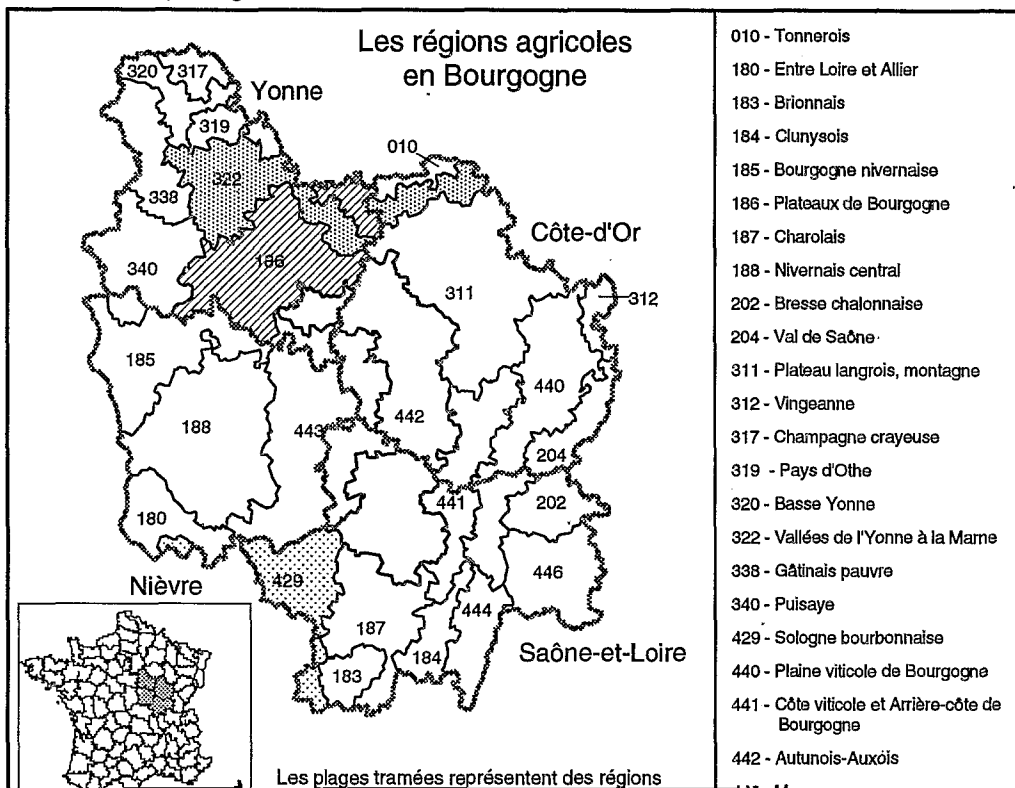 Les régions agricoles
en Bourgogne
320
317
Yonne
319
010
322
338
Côte-d'Or
340
186
311
312
185
440
188
443
442
204
180
441
202
429
446
Nièvre
187
444
184
183
Saône-et-Loire
Les plages tramées représentent des régions
010 - Tonnerois
180 - Entre Loire et Allier
183 - Brionnais
184 - Clunysois
185 - Bourgogne nivernaise
186 - Plateaux de Bourgogne
187 - Charolais
188 - Nivernais central
202 - Bresse chalonnaise
204 - Val de Saône
311 - Plateau langrois, montagne
312 - Vingeanne
317 - Champagne crayeuse
319 - Pays d'Othe
320 - Basse Yonne
322 - Vallées de l'Yonne à la Marne
338 - Gâtinais pauvre
340 - Puisaye
429 - Sologne bourbonnaise
440 - Plaine viticole de Bourgogne
441 - Côte viticole et Arrière-côte de
Bourgogne
442 - Autunois-Auxois